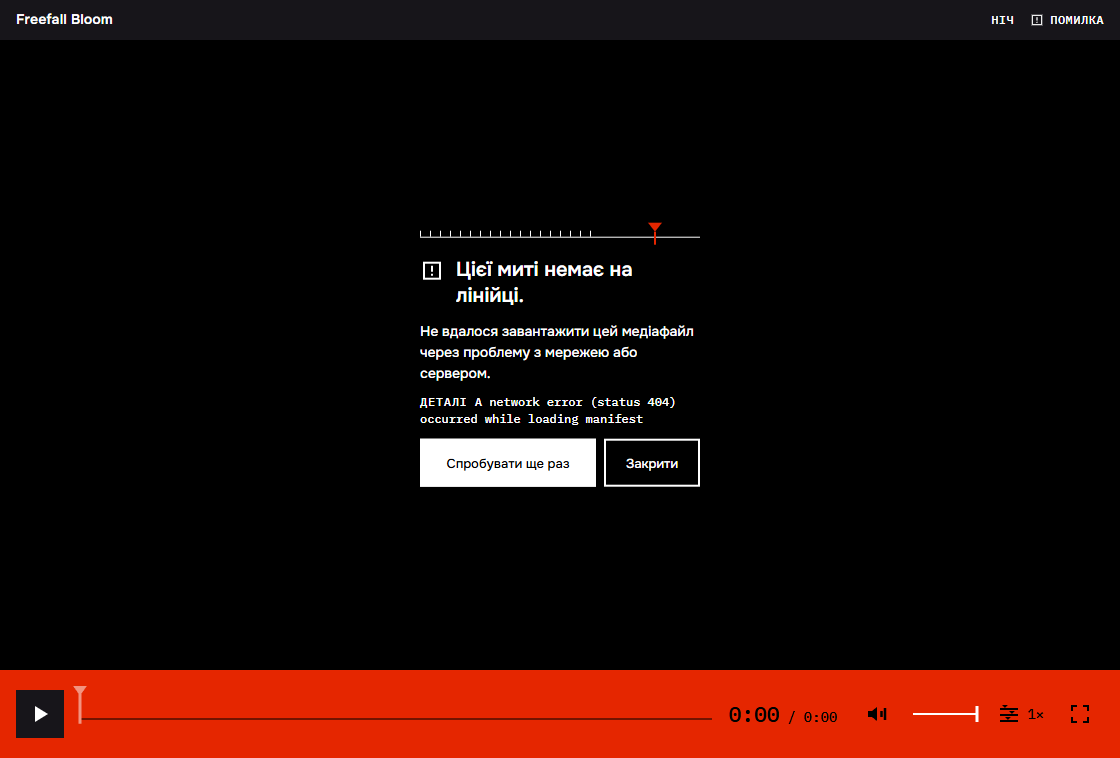 Freefall Bloom
НІЧ
ПОМИЛКА
Цієї миті немає на
лінійці.
Не вдалося завантажити цей медіафайл
через проблему з мережею або
сервером.
ДЕТАЛІ A network error (status 404)
occurred while loading manifest
Спробувати ще раз
Закрити
0:00 / 0:00
1×